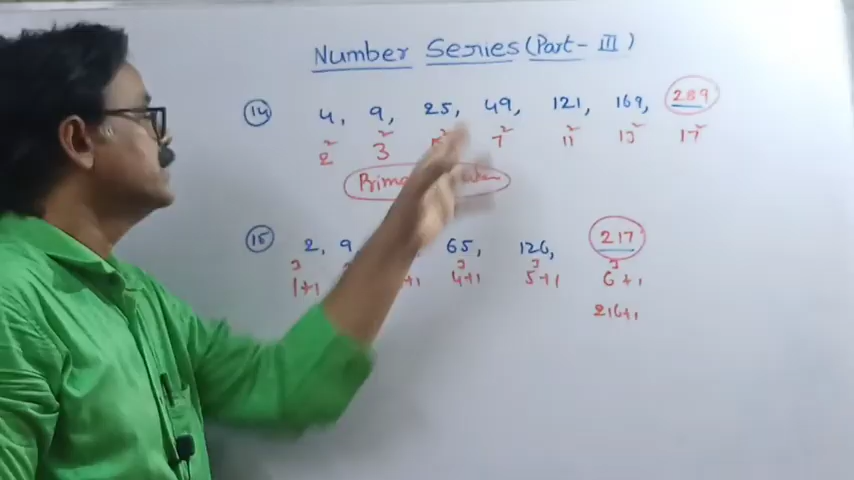 Number Series (Part - III)
14 4, 9, 25, 49, 121, 169, 289
2² 3² 7² 11² 13² 17²
15 2, 9 65, 126, 217
1³+1 +1 4³+1 5³+1 6³+1
216+1